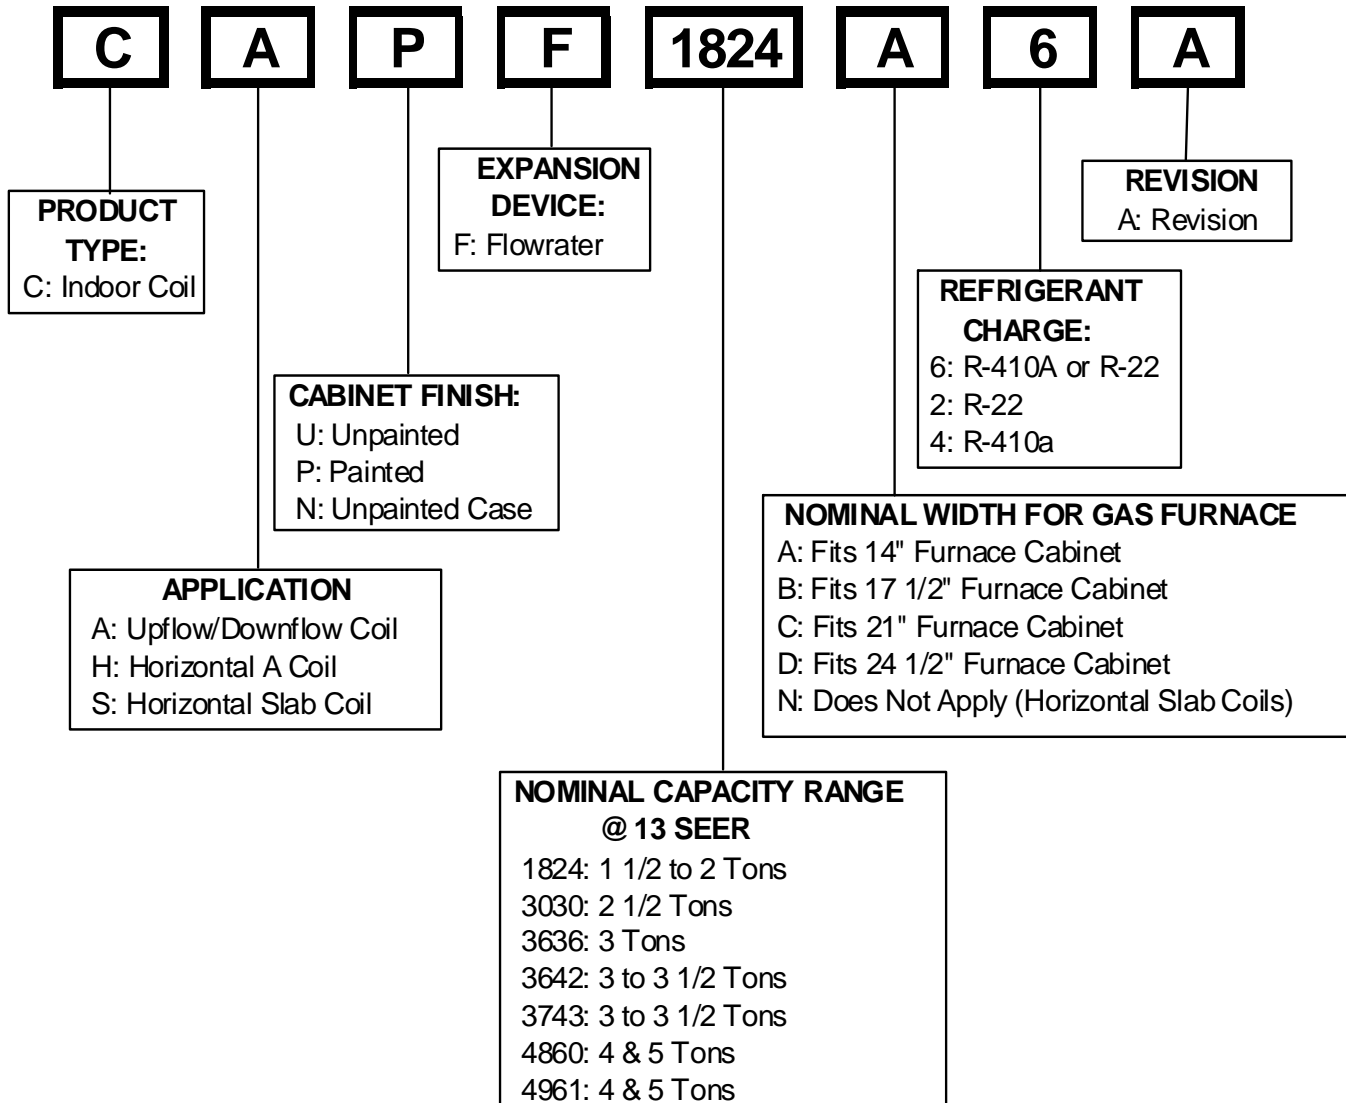 C A P F 1824 A 6 A
PRODUCT
TYPE:
C: Indoor Coil
APPLICATION
A: Upflow/Downflow Coil
H: Horizontal A Coil
S: Horizontal Slab Coil
CABINET FINISH:
U: Unpainted
P: Painted
N: Unpainted Case
EXPANSION
DEVICE:
F: Flowrater
NOMINAL CAPACITY RANGE
@ 13 SEER
1824: 1 1/2 to 2 Tons
3030: 2 1/2 Tons
3636: 3 Tons
3642: 3 to 3 1/2 Tons
3743: 3 to 3 1/2 Tons
4860: 4 & 5 Tons
4961: 4 & 5 Tons
NOMINAL WIDTH FOR GAS FURNACE
A: Fits 14" Furnace Cabinet
B: Fits 17 1/2" Furnace Cabinet
C: Fits 21" Furnace Cabinet
D: Fits 24 1/2" Furnace Cabinet
N: Does Not Apply (Horizontal Slab Coils)
REFRIGERANT
CHARGE:
6: R-410A or R-22
2: R-22
4: R-410a
REVISION
A: Revision